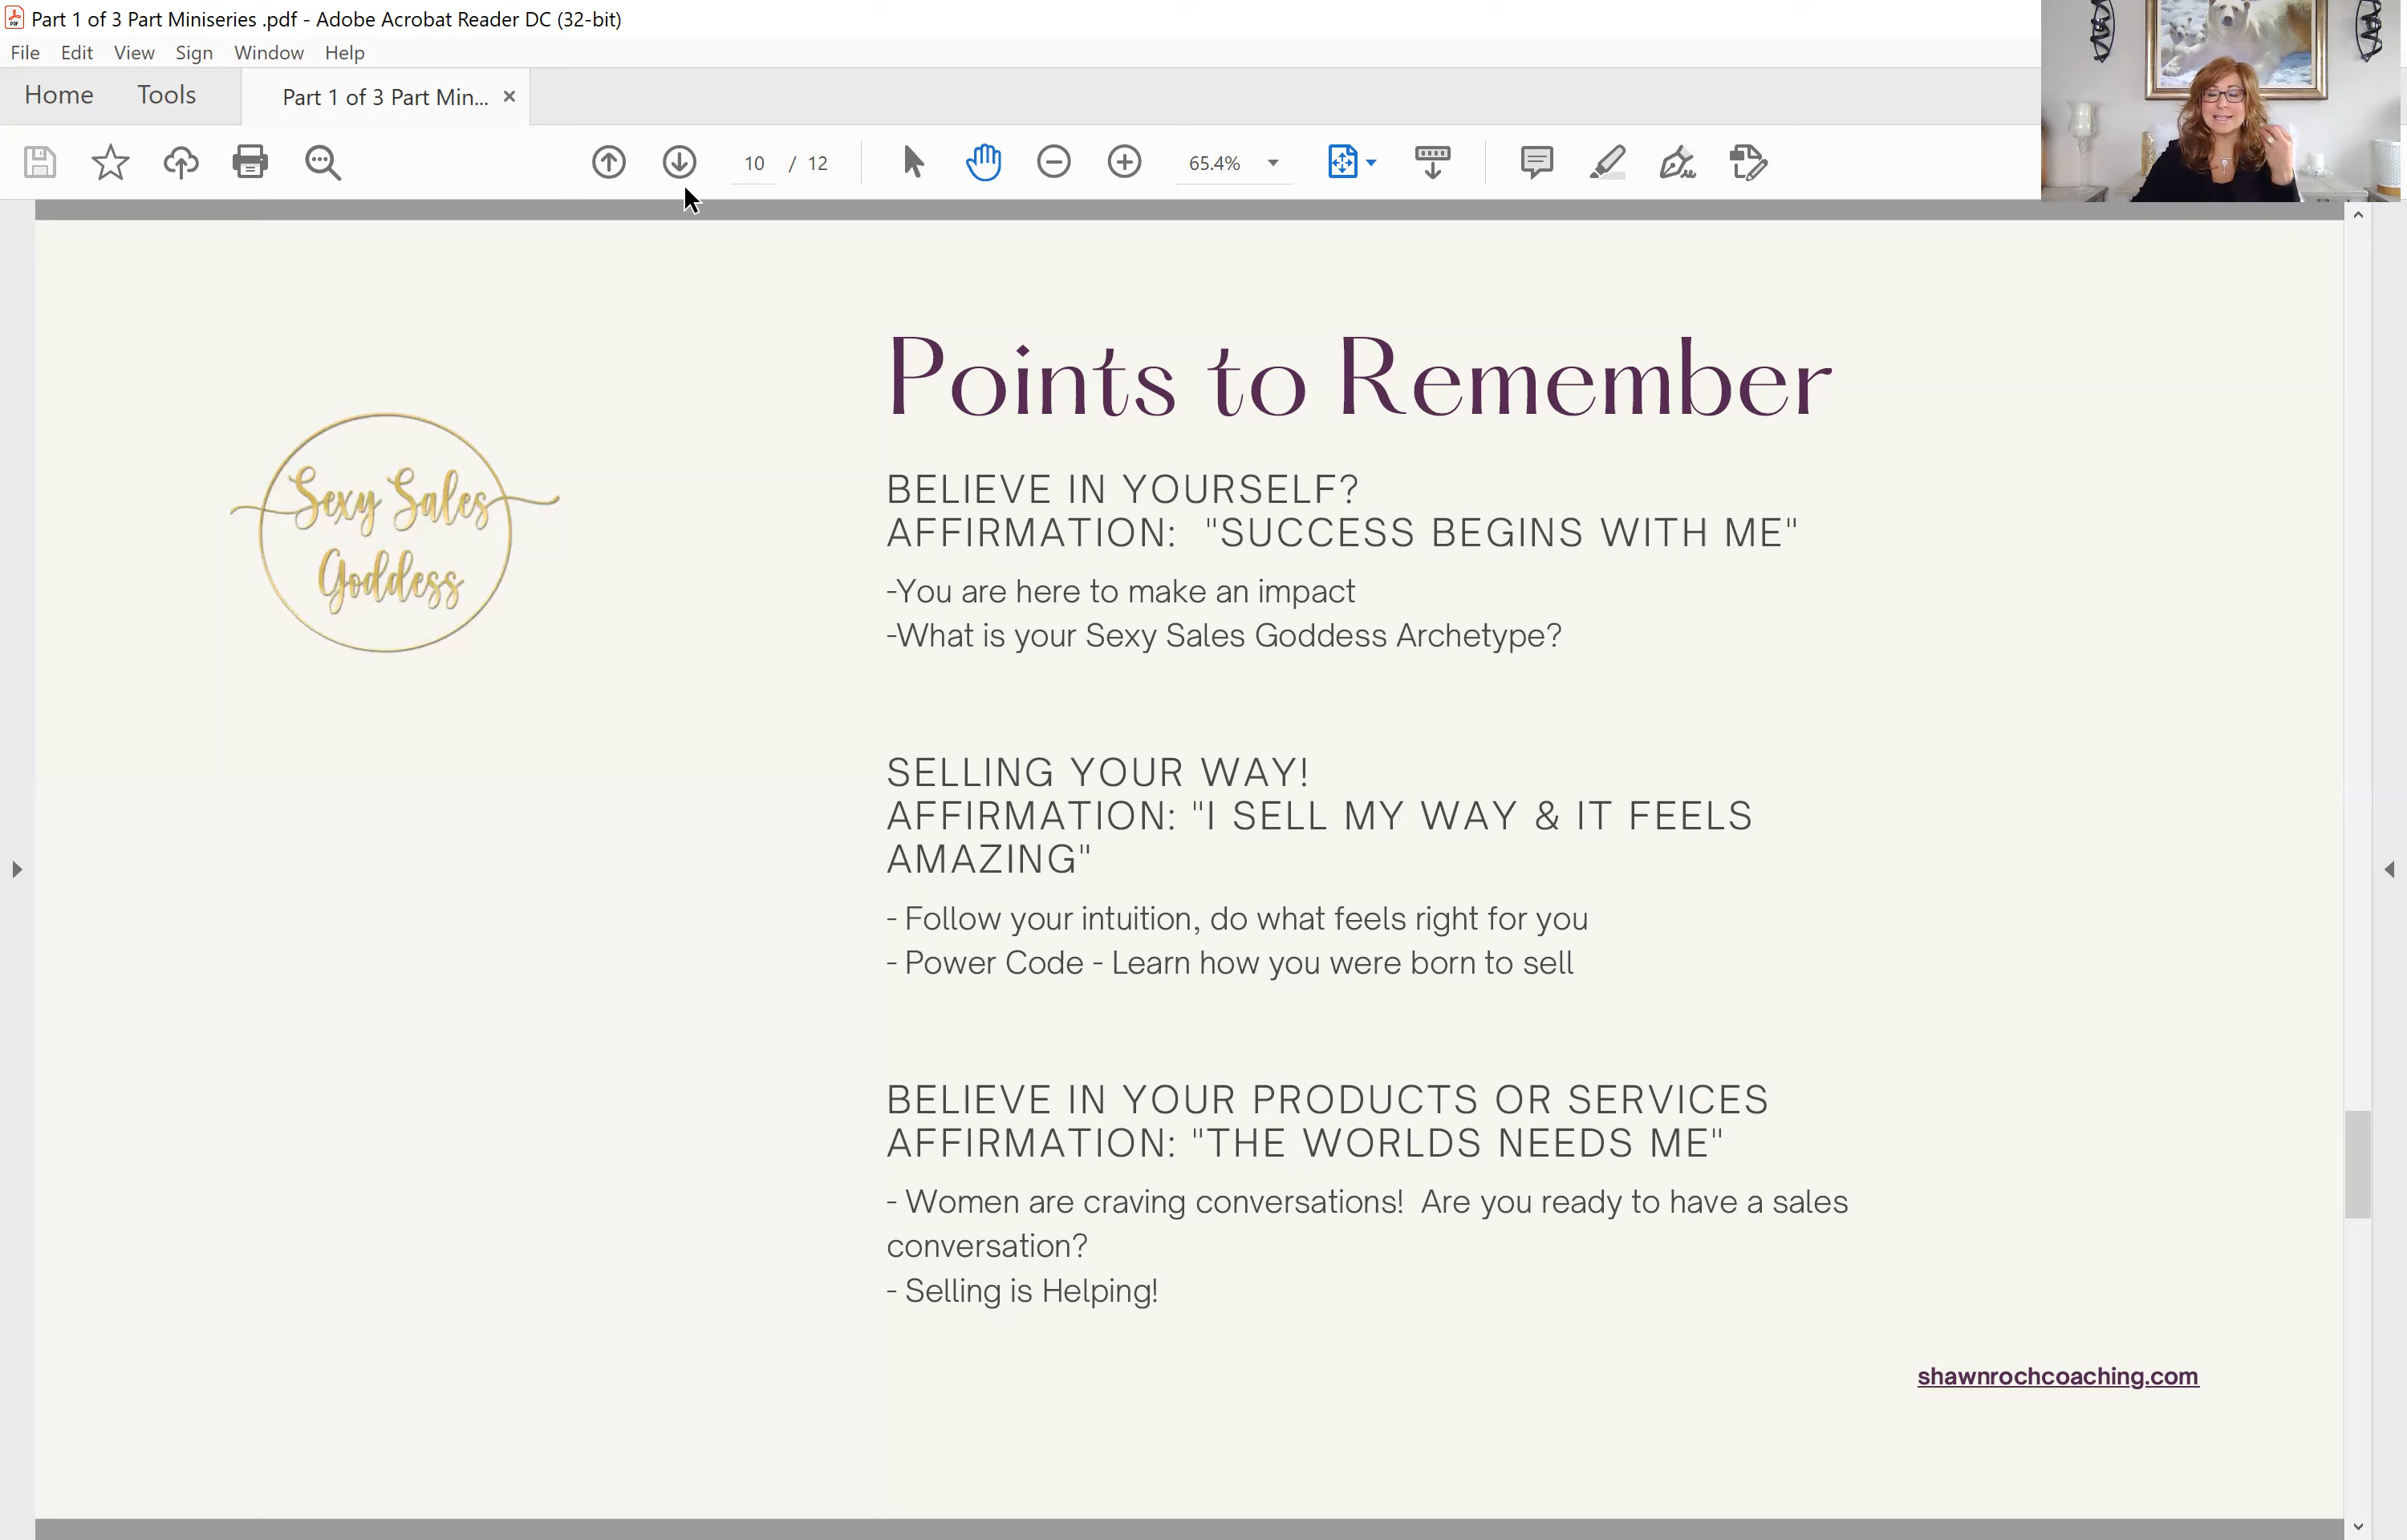 Part 1 of 3 Part Miniseries .pdf - Adobe Acrobat Reader DC (32-bit)
File Edit View Sign Window Help
Home Tools Part 1 of 3 Part Min... ×
10 / 12 65.4%
Points to Remember
Sexy Sales
Goddess
BELIEVE IN YOURSELF?
AFFIRMATION: "SUCCESS BEGINS WITH ME"
-You are here to make an impact
-What is your Sexy Sales Goddess Archetype?
SELLING YOUR WAY!
AFFIRMATION: "I SELL MY WAY & IT FEELS
AMAZING"
- Follow your intuition, do what feels right for you
- Power Code - Learn how you were born to sell
BELIEVE IN YOUR PRODUCTS OR SERVICES
AFFIRMATION: "THE WORLDS NEEDS ME"
- Women are craving conversations! Are you ready to have a sales
conversation?
- Selling is Helping!
shawnrochcoaching.com